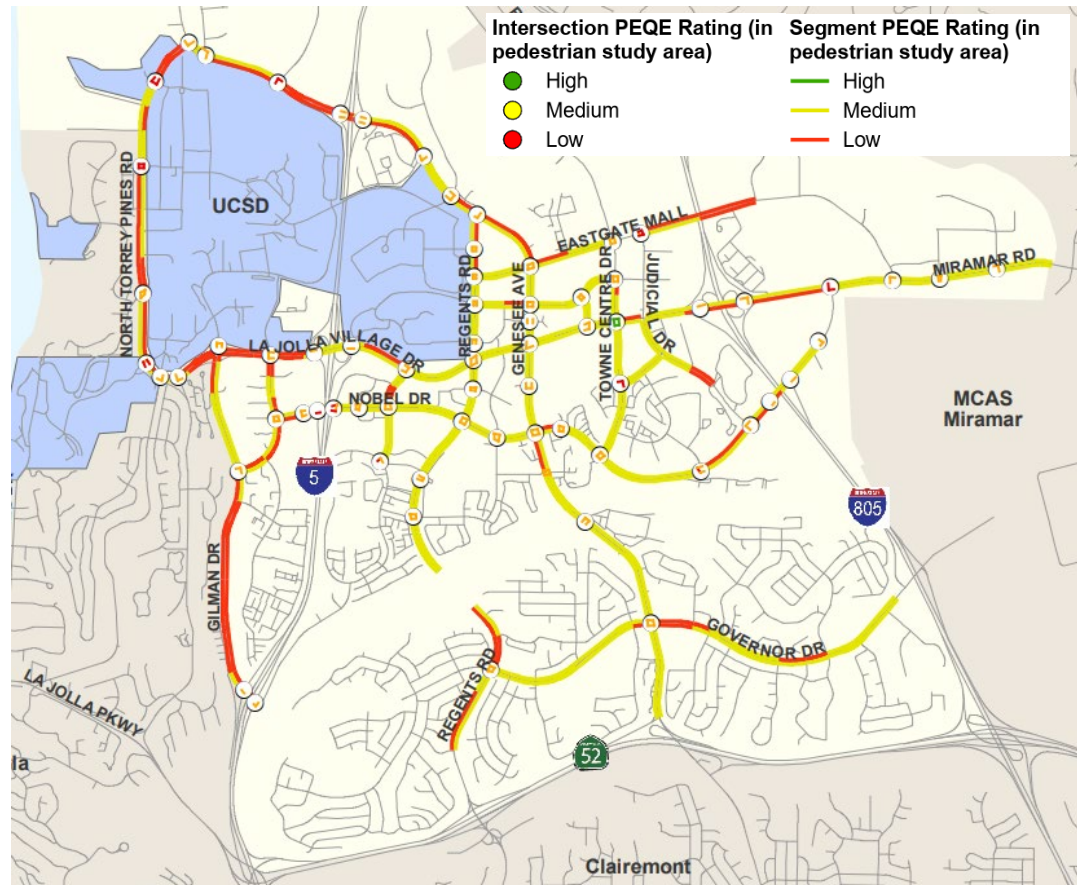 Intersection PEQE Rating (in
pedestrian study area)
High
Medium
Low
Segment PEQE Rating (in
pedestrian study area)
High
Medium
Low
NORTH TORREY PINES RD
UCSD
EASTGATE MALL
MIRAMAR RD
REGENTS RD
GENESEE AVE
TOWNE CENTRE DR
JUDICIAL DR
LA JOLLA VILLAGE DR
NOBEL DR
MCAS
Miramar
5
805
GILMAN DR
GOVERNOR DR
REGENTS RD
LA JOLLA PKWY
52
la
Clairemont